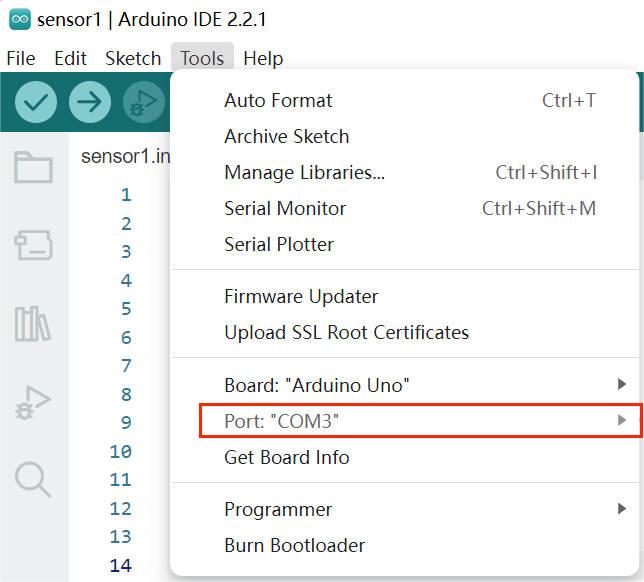 sensor1 | Arduino IDE 2.2.1
File Edit Sketch Tools Help
Auto Format Ctrl+T
Archive Sketch
sensor1.in
Manage Libraries... Ctrl+Shift+I
1
Serial Monitor Ctrl+Shift+M
2
Serial Plotter
3
4
Firmware Updater
5
Upload SSL Root Certificates
6
7
Board: "Arduino Uno"
8
Port: "COM3"
9
Get Board Info
10
11
Programmer
12
Burn Bootloader
13
14